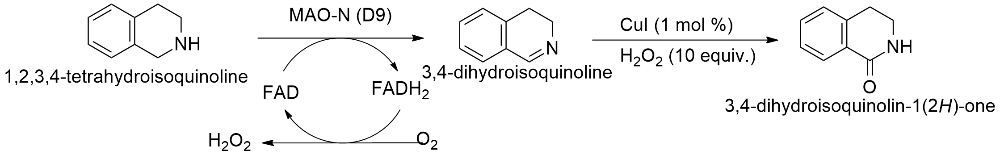 MAO-N (D9)
NH
1,2,3,4-tetrahydroisoquinoline
FAD
FADH₂
H₂O₂
O₂
N
3,4-dihydroisoquinoline
CuI (1 mol %)
H₂O₂ (10 equiv.)
NH
O
3,4-dihydroisoquinolin-1(2H)-one